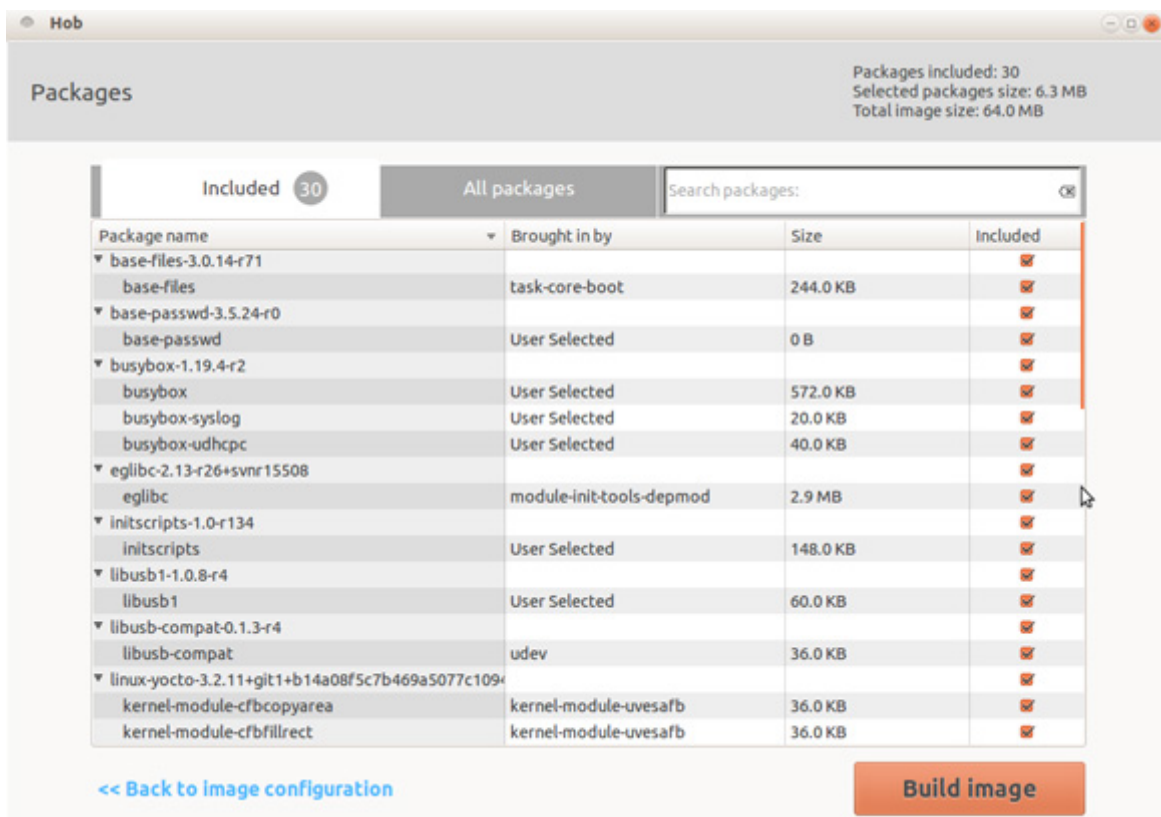 Hob
Packages
Packages included: 30
Selected packages size: 6.3 MB
Total image size: 64.0 MB
Included 30 All packages Search packages:
Package name Brought in by Size Included
base-files-3.0.14-r71
base-files task-core-boot 244.0 KB
base-passwd-3.5.24-r0
base-passwd User Selected 0 B
busybox-1.19.4-r2
busybox User Selected 572.0 KB
busybox-syslog User Selected 20.0 KB
busybox-udhcpc User Selected 40.0 KB
eglibc-2.13-r26+svnr15508
eglibc module-init-tools-depmod 2.9 MB
initscripts-1.0-r134
initscripts User Selected 148.0 KB
libusb1-1.0.8-r4
libusb1 User Selected 60.0 KB
libusb-compat-0.1.3-r4
libusb-compat udev 36.0 KB
linux-yocto-3.2.11+git1+b14a08f5c7b469a5077c1094
kernel-module-cfbcopyarea kernel-module-uvesafb 36.0 KB
kernel-module-cfbfillrect kernel-module-uvesafb 36.0 KB
<< Back to image configuration Build image